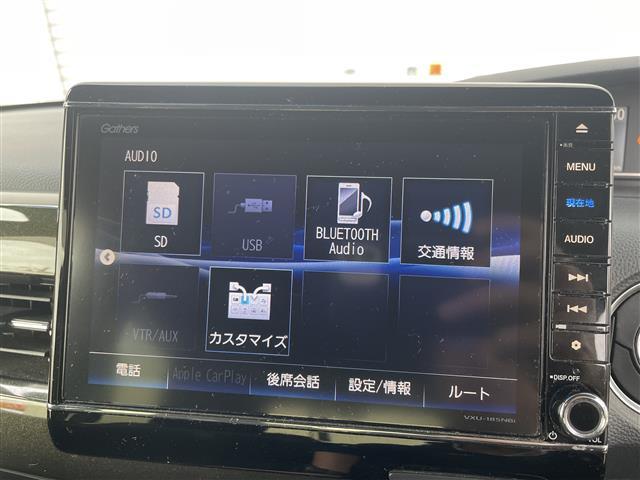 Gathers
AUDIO
SD
SD
USB
BLUETOOTH
Audio
交通情報
VTR/AUX
カスタマイズ
電話
Apple CarPlay
後席会話
設定/情報
ルート
VXU-185NBi
MENU
現在地
AUDIO
DISP.OFF
VOL